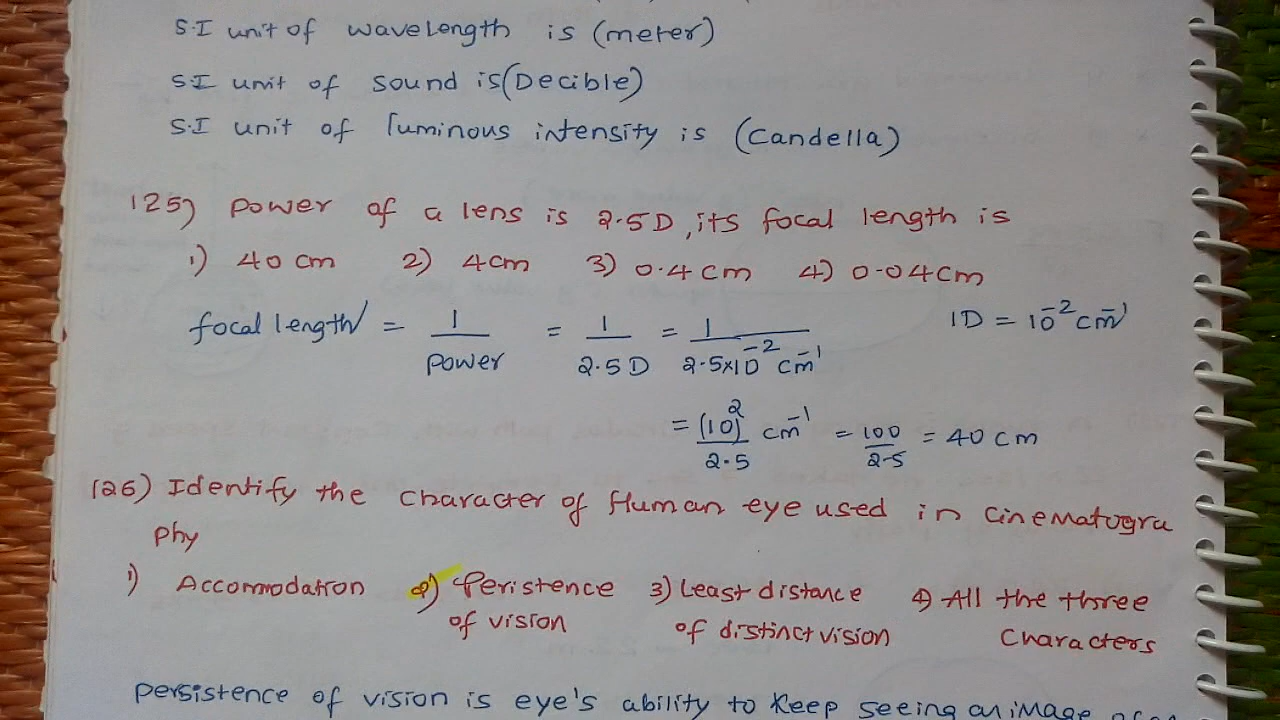 S.I unit of wavelength is (meter)
SI unit of sound is (Decible)
S.I unit of luminous intensity is (Candella)
125) Power of a lens is 2.5D, its focal length is
1) 40 cm 2) 4cm 3) 0.4 cm 4) 0.04cm
focal length = 1/Power = 1/2.5 D = 1/2.5×10⁻² cm⁻¹ 1D = 10⁻² cm⁻¹
= (10)²/2.5 cm⁻¹ = 100/2.5 = 40 cm
126) Identify the character of Human eye used in cinematogra
phy
1) Accommodation 2) Peristence 3) Least distance 4) All the three
of vision of distinct vision characters
Persistence of vision is eye's ability to keep seeing an image